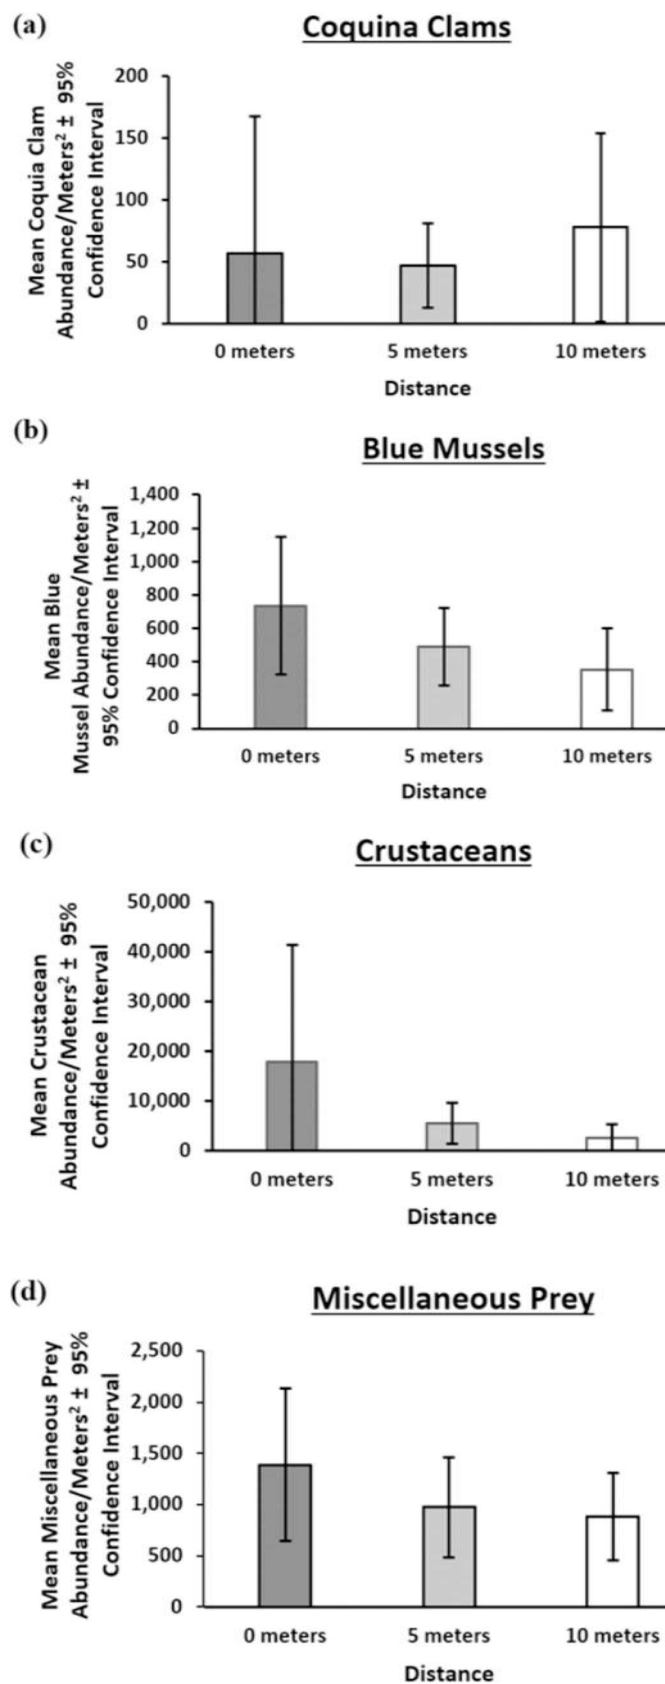 (a)
Coquina Clams
Mean Coquia Clam
Abundance/Meters² ± 95%
Confidence Interval
200
150
100
50
0
0 meters
5 meters
10 meters
Distance
(b)
Blue Mussels
Mean Blue
Mussel Abundance/Meters² ±
95% Confidence Interval
1,400
1,200
1,000
800
600
400
200
0
0 meters
5 meters
10 meters
Distance
(c)
Crustaceans
Mean Crustacean
Abundance/Meters² ± 95%
Confidence Interval
50,000
40,000
30,000
20,000
10,000
0
0 meters
5 meters
10 meters
Distance
(d)
Miscellaneous Prey
Mean Miscellaneous Prey
Abundance/Meters² ± 95%
Confidence Interval
2,500
2,000
1,500
1,000
500
0
0 meters
5 meters
10 meters
Distance